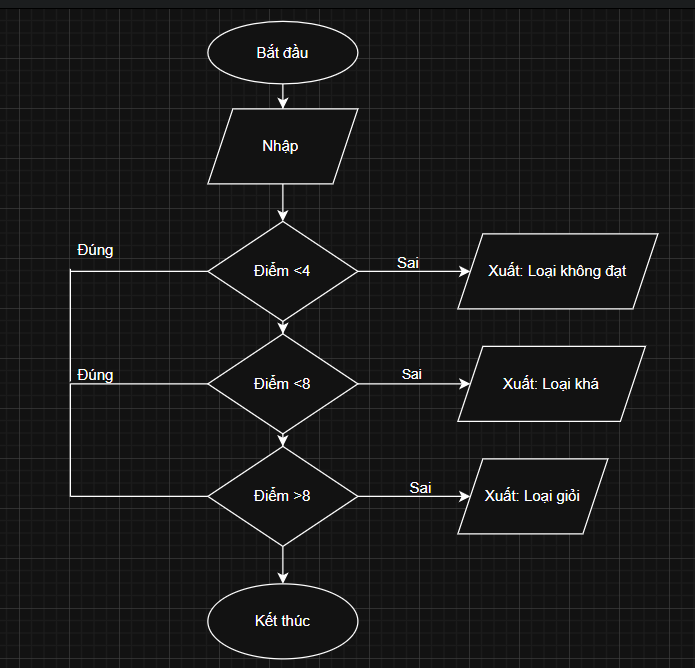 Bắt đầu
Nhập
Đúng
Điểm <4
Sai
Xuất: Loại không đạt
Đúng
Điểm <8
Sai
Xuất: Loại khá
Điểm >8
Sai
Xuất: Loại giỏi
Kết thúc